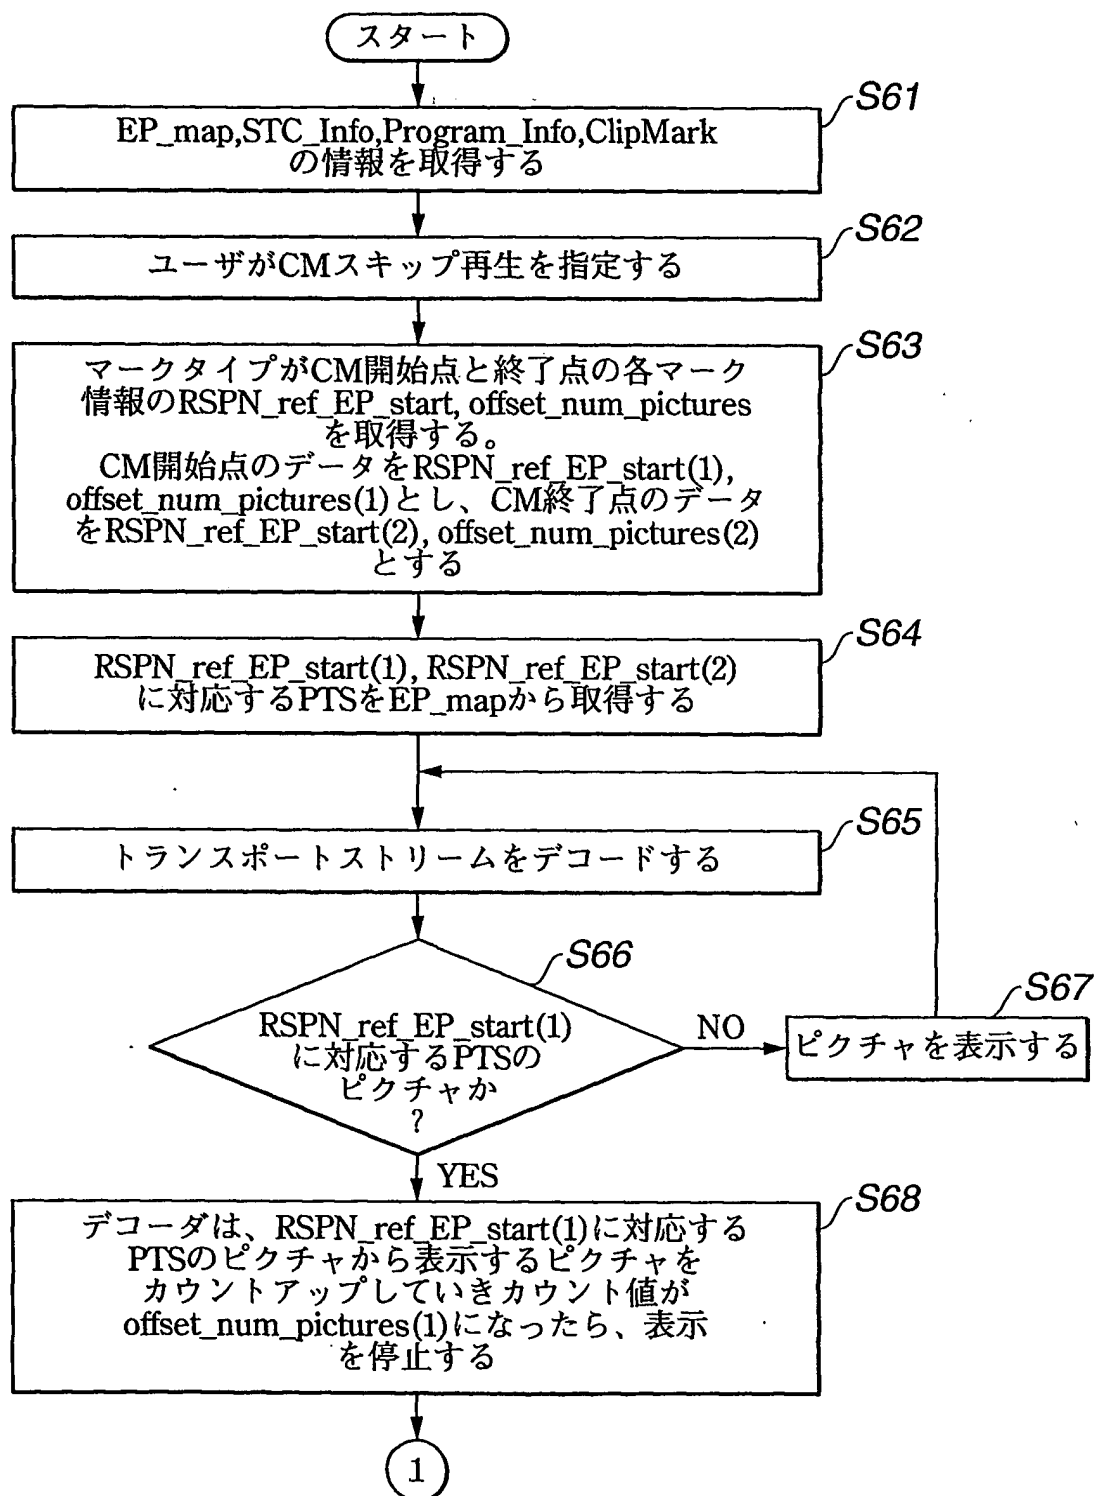 スタート
S61
EP_map,STC_Info,Program_Info,ClipMark
の情報を取得する
S62
ユーザがCMスキップ再生を指定する
S63
マークタイプがCM開始点と終了点の各マーク
情報のRSPN_ref_EP_start, offset_num_pictures
を取得する。
CM開始点のデータをRSPN_ref_EP_start(1),
offset_num_pictures(1)とし、CM終了点のデータ
をRSPN_ref_EP_start(2), offset_num_pictures(2)
とする
S64
RSPN_ref_EP_start(1), RSPN_ref_EP_start(2)
に対応するPTSをEP_mapから取得する
S65
トランスポートストリームをデコードする
S66
RSPN_ref_EP_start(1)
に対応するPTSの
ピクチャか
?
NO
S67
ピクチャを表示する
YES
S68
デコーダは、RSPN_ref_EP_start(1)に対応する
PTSのピクチャから表示するピクチャを
カウントアップしていきカウント値が
offset_num_pictures(1)になったら、表示
を停止する
1